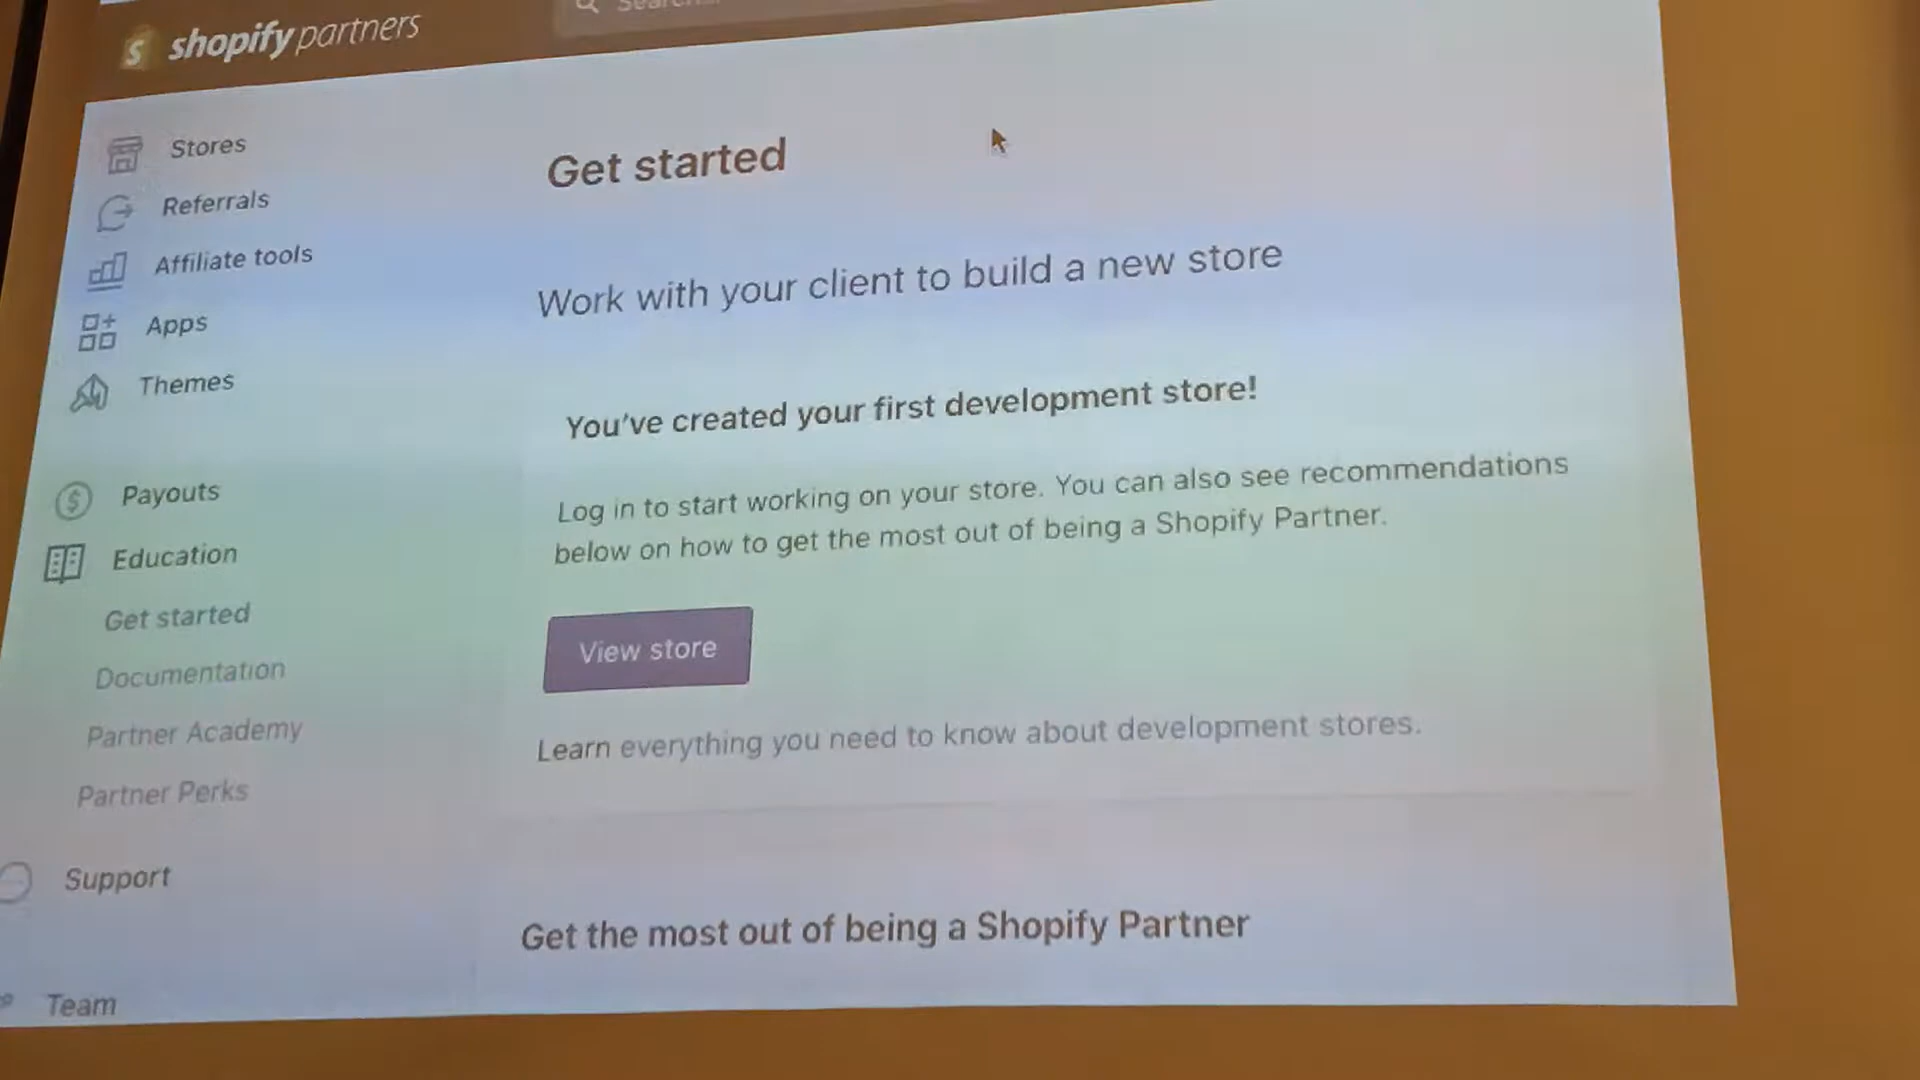 shopify partners
Stores
Referrals
Affiliate tools
Apps
Themes
Payouts
Education
Get started
Documentation
Partner Academy
Partner Perks
Support
Team
Get started
Work with your client to build a new store
You've created your first development store!
Log in to start working on your store. You can also see recommendations
below on how to get the most out of being a Shopify Partner.
View store
Learn everything you need to know about development stores.
Get the most out of being a Shopify Partner